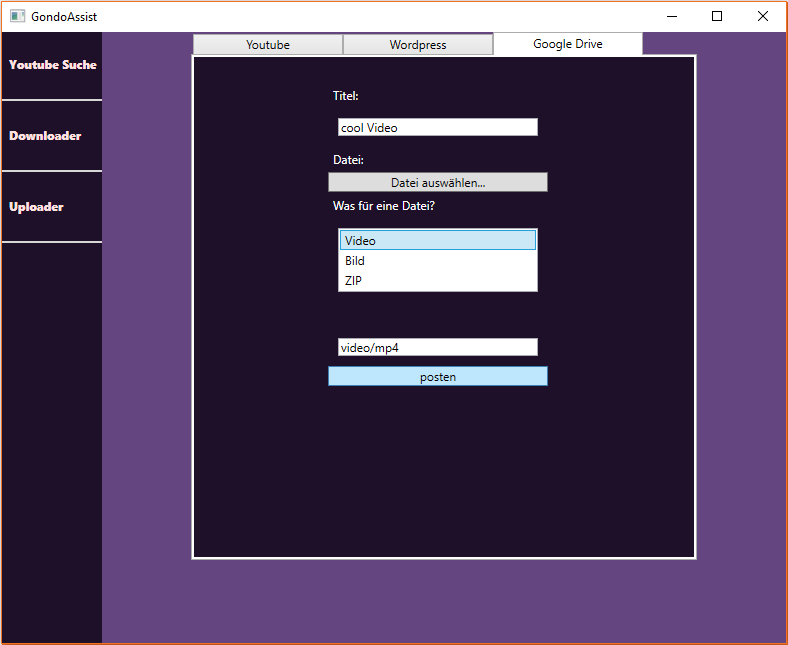 GondoAssist
Youtube Suche
Downloader
Uploader
Youtube
Wordpress
Google Drive
Titel:
cool Video
Datei:
Datei auswählen...
Was für eine Datei?
Video
Bild
ZIP
video/mp4
posten